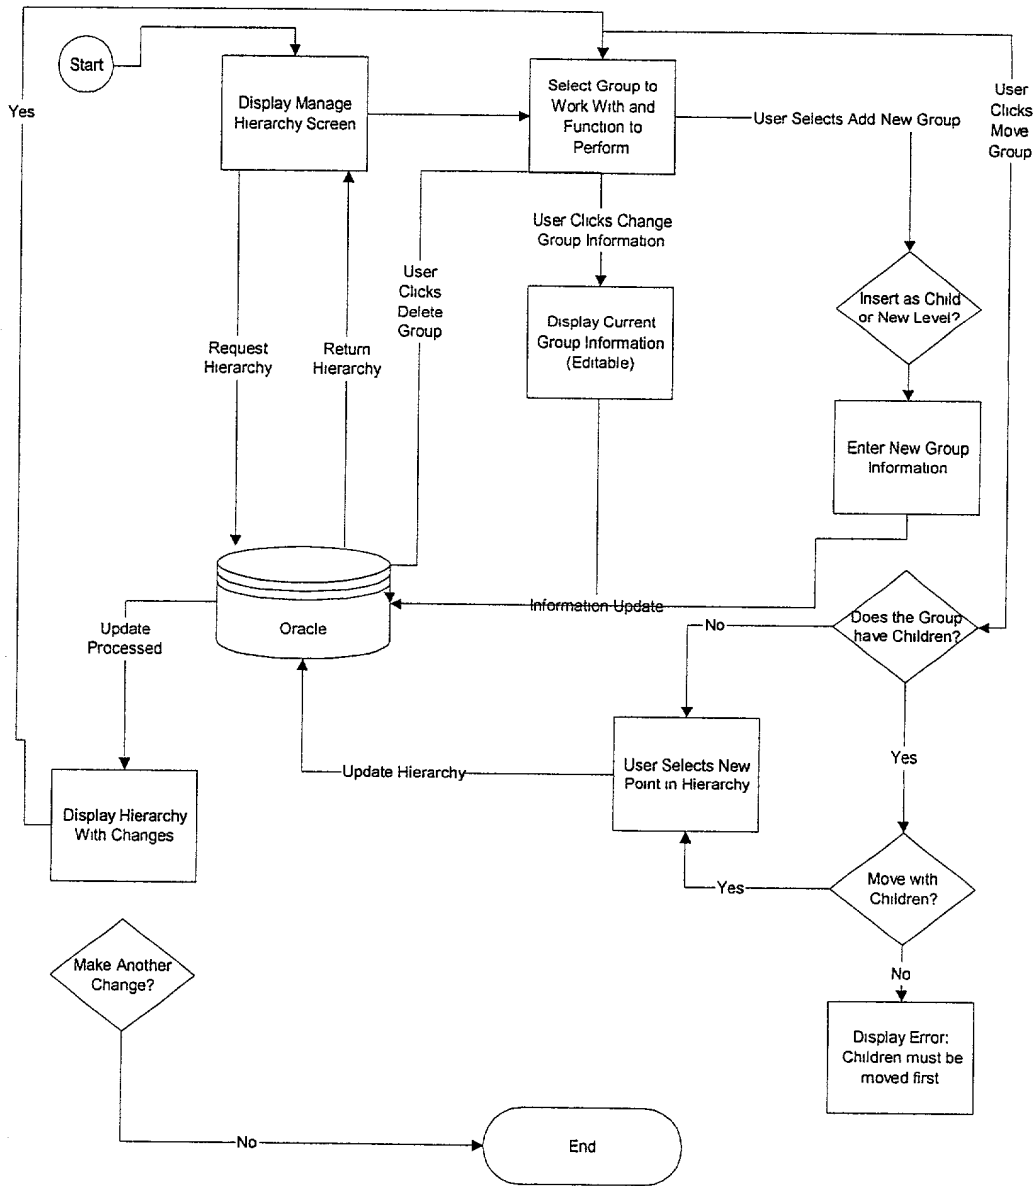 Start
Yes
Display Manage
Hierarchy Screen
Select Group to
Work With and
Function to
Perform
User Selects Add New Group
User
Clicks
Move
Group
User Clicks Change
Group Information
User
Clicks
Delete
Group
Insert as Child
or New Level?
Display Current
Group Information
(Editable)
Request
Hierarchy
Return
Hierarchy
Enter New Group
Information
Information Update
Oracle
Update
Processed
Does the Group
have Children?
No
Yes
User Selects New
Point in Hierarchy
Update Hierarchy
Display Hierarchy
With Changes
Move with
Children?
Yes
No
Make Another
Change?
Display Error:
Children must be
moved first
No
End